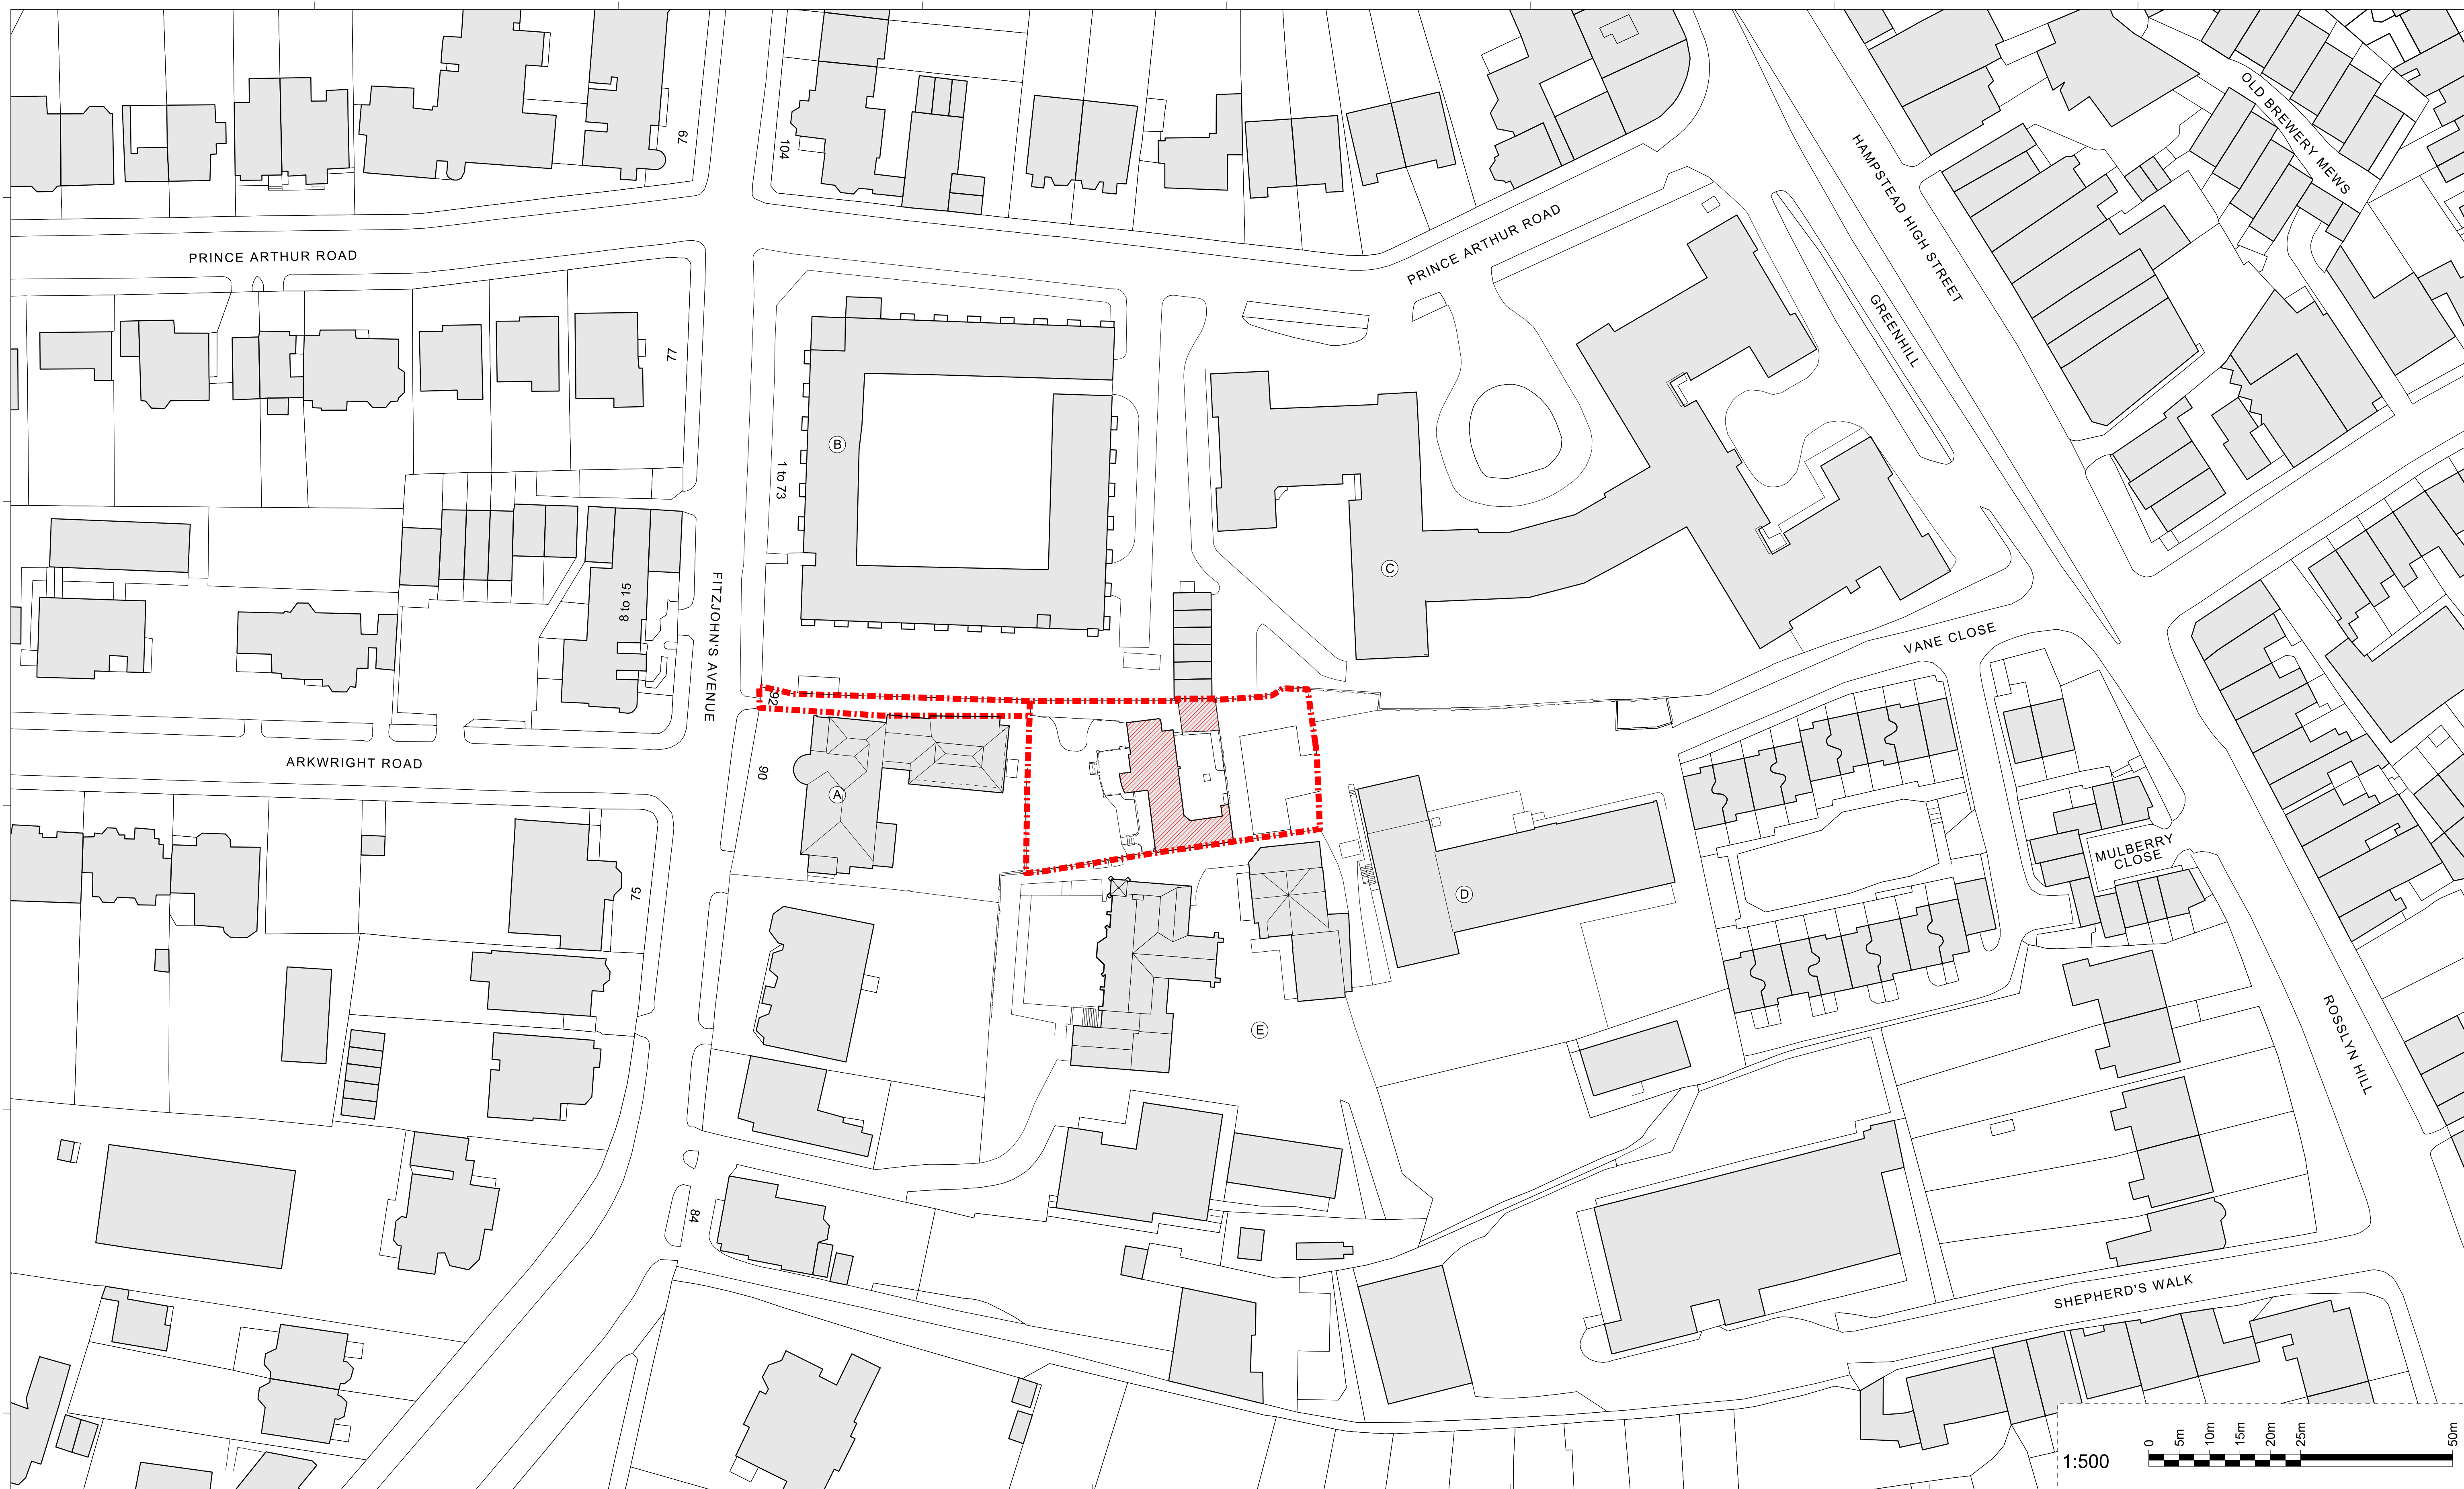 OLD BREWERY MEWS
79
104
HAMPSTEAD HIGH STREET
PRINCE ARTHUR ROAD
PRINCE ARTHUR ROAD
GREENHILL
77
B
1 to 73
C
8 to 15
FITZJOHN'S AVENUE
VANE CLOSE
92
ARKWRIGHT ROAD
90
A
MULBERRY
CLOSE
75
D
E
ROSSLYN HILL
84
SHEPHERD'S WALK
1:500
0
5m
10m
15m
20m
25m
50m